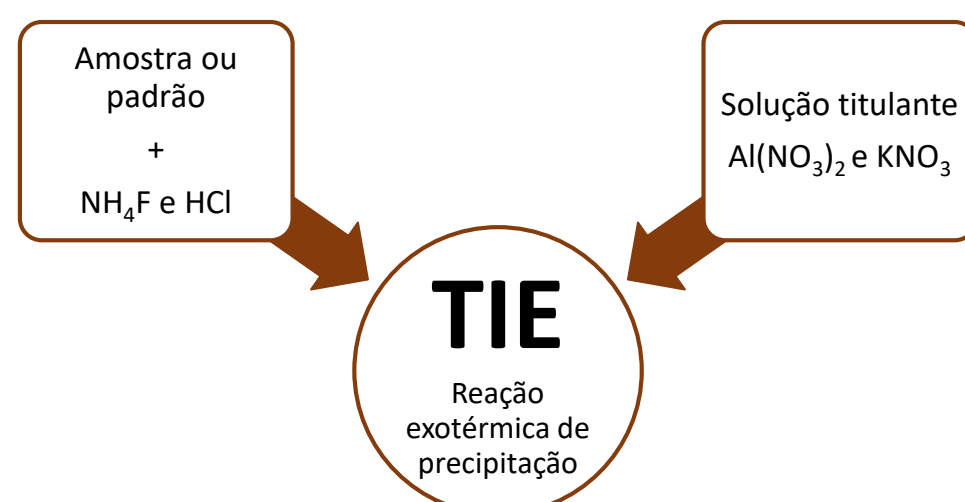 Amostra ou
padrão
+
NH₄F e HCl
Solução titulante
Al(NO₃)₂ e KNO₃
TIE
Reação
exotérmica de
precipitação